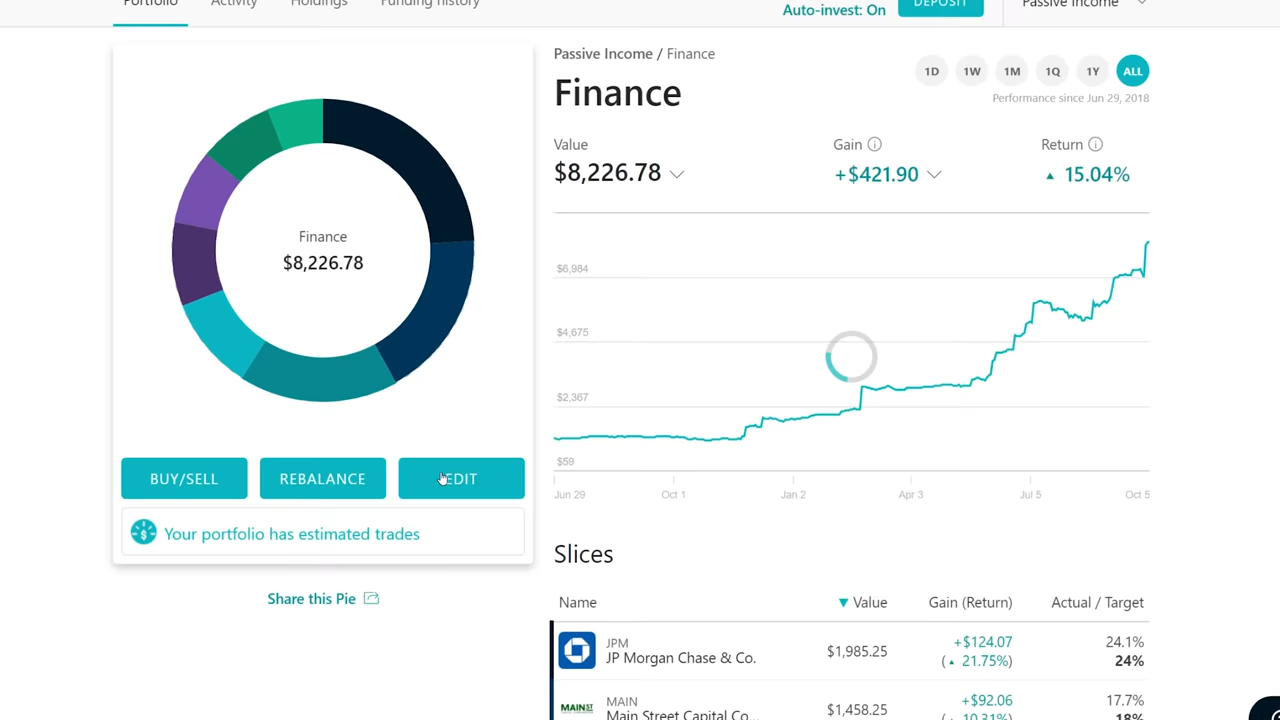 Portfolio Activity Holdings Funding history
Auto-invest: On DEPOSIT Passive Income
Passive Income / Finance
Finance
1D 1W 1M 1Q 1Y ALL
Performance since Jun 29, 2018
Value Gain Return
$8,226.78 +$421.90 15.04%
Finance
$8,226.78
$6,984
$4,675
$2,367
$59
Jun 29 Oct 1 Jan 2 Apr 3 Jul 5 Oct 5
BUY/SELL REBALANCE EDIT
Your portfolio has estimated trades
Share this Pie
Slices
Name ▼ Value Gain (Return) Actual / Target
JPM
JP Morgan Chase & Co.
$1,985.25
+$124.07
(▲ 21.75%)
24.1%
24%
MAIN ST
MAIN
Main Street Capital Co...
$1,458.25
+$92.06
(▲ 10.31%)
17.7%
18%